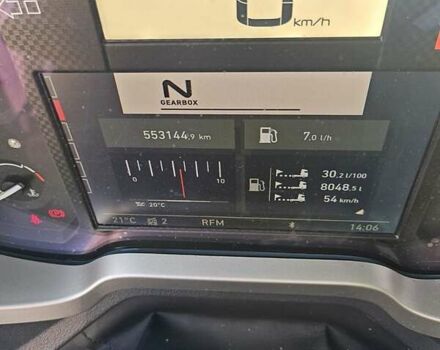 0
km/h
N
GEARBOX
553144,9 km
7,0 l/h
0 10
20°C
30,2 l/100
8048,5 l
54 km/h
21°C 2 RFM 14:06